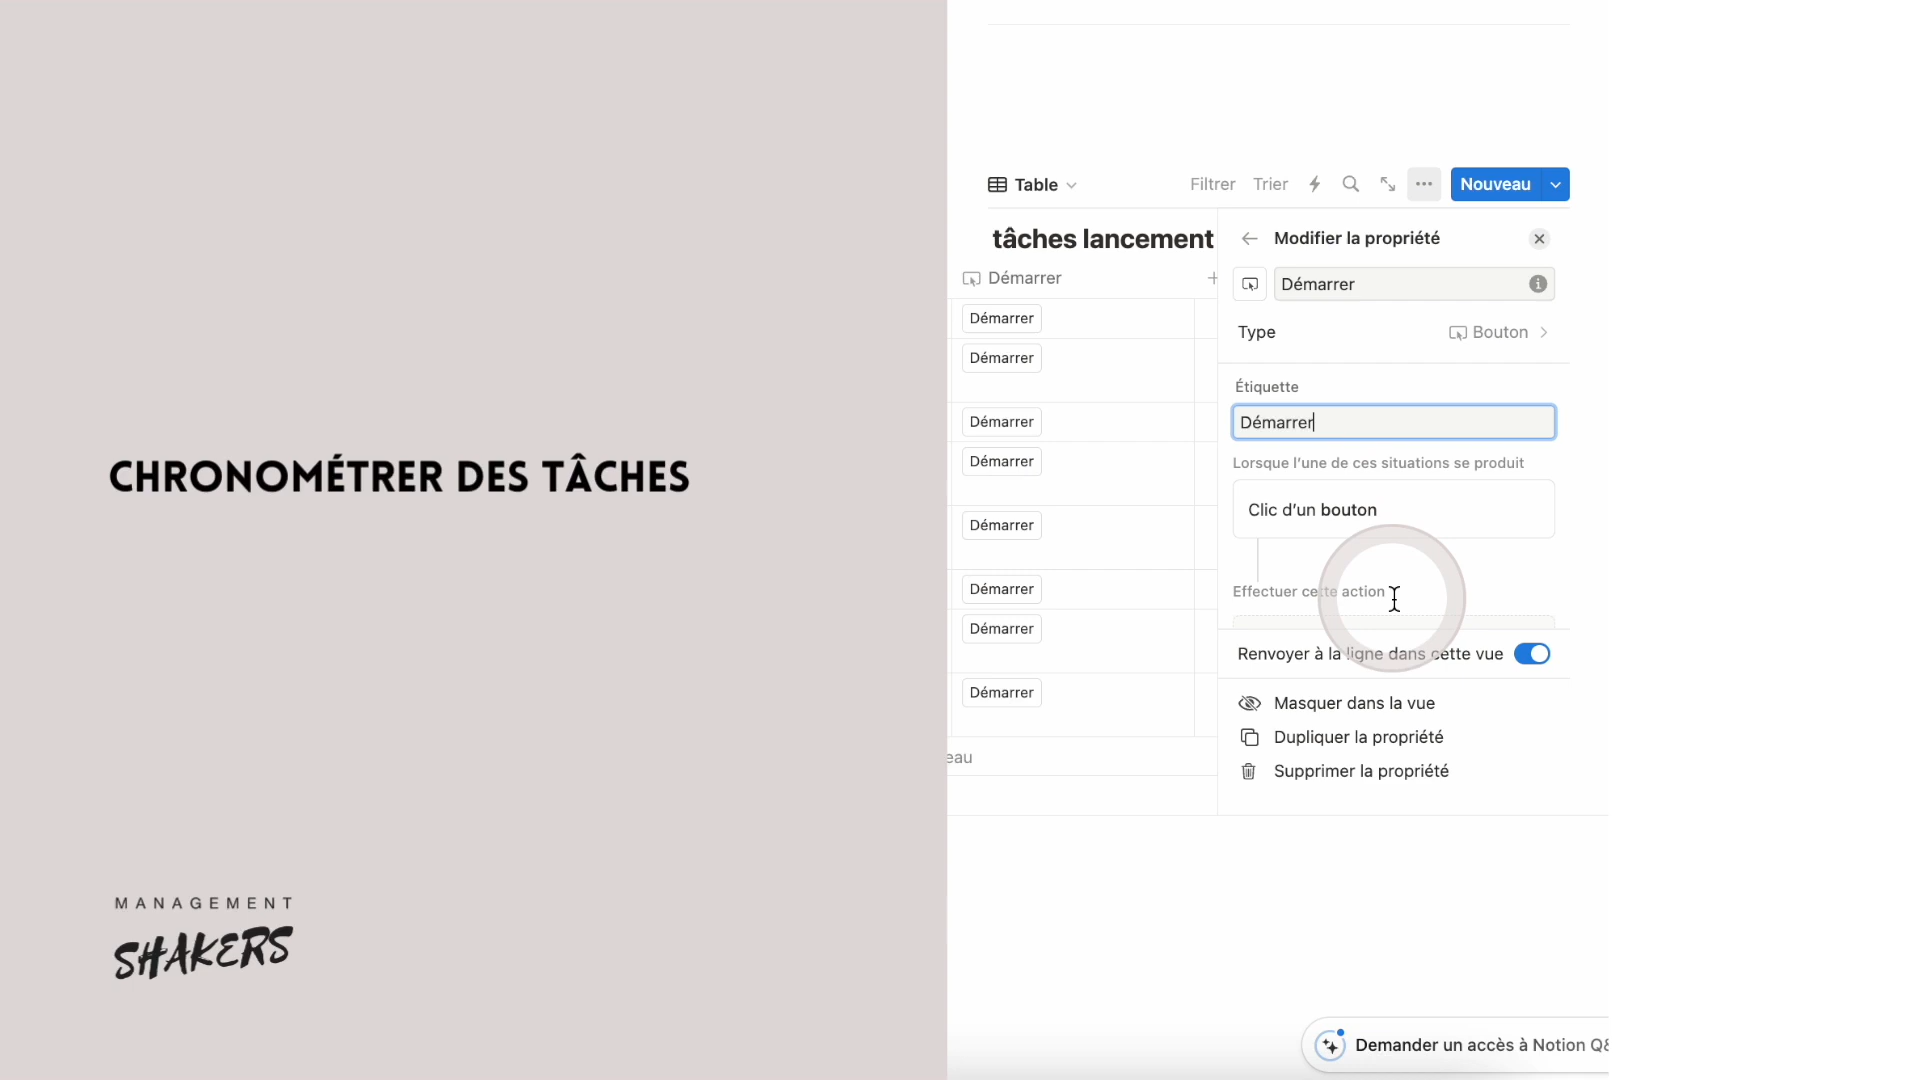 CHRONOMÉTRER DES TÂCHES
MANAGEMENT
SHAKERS
Table
Filtrer
Trier
Nouveau
tâches lancement
Démarrer
Démarrer
Démarrer
Démarrer
Démarrer
Démarrer
Démarrer
Démarrer
Démarrer
eau
Modifier la propriété
Démarrer
Type
Bouton
Étiquette
Démarrer
Lorsque l’une de ces situations se produit
Clic d’un bouton
Effectuer cette action
Renvoyer à la ligne dans cette vue
Masquer dans la vue
Dupliquer la propriété
Supprimer la propriété
Demander un accès à Notion Q&